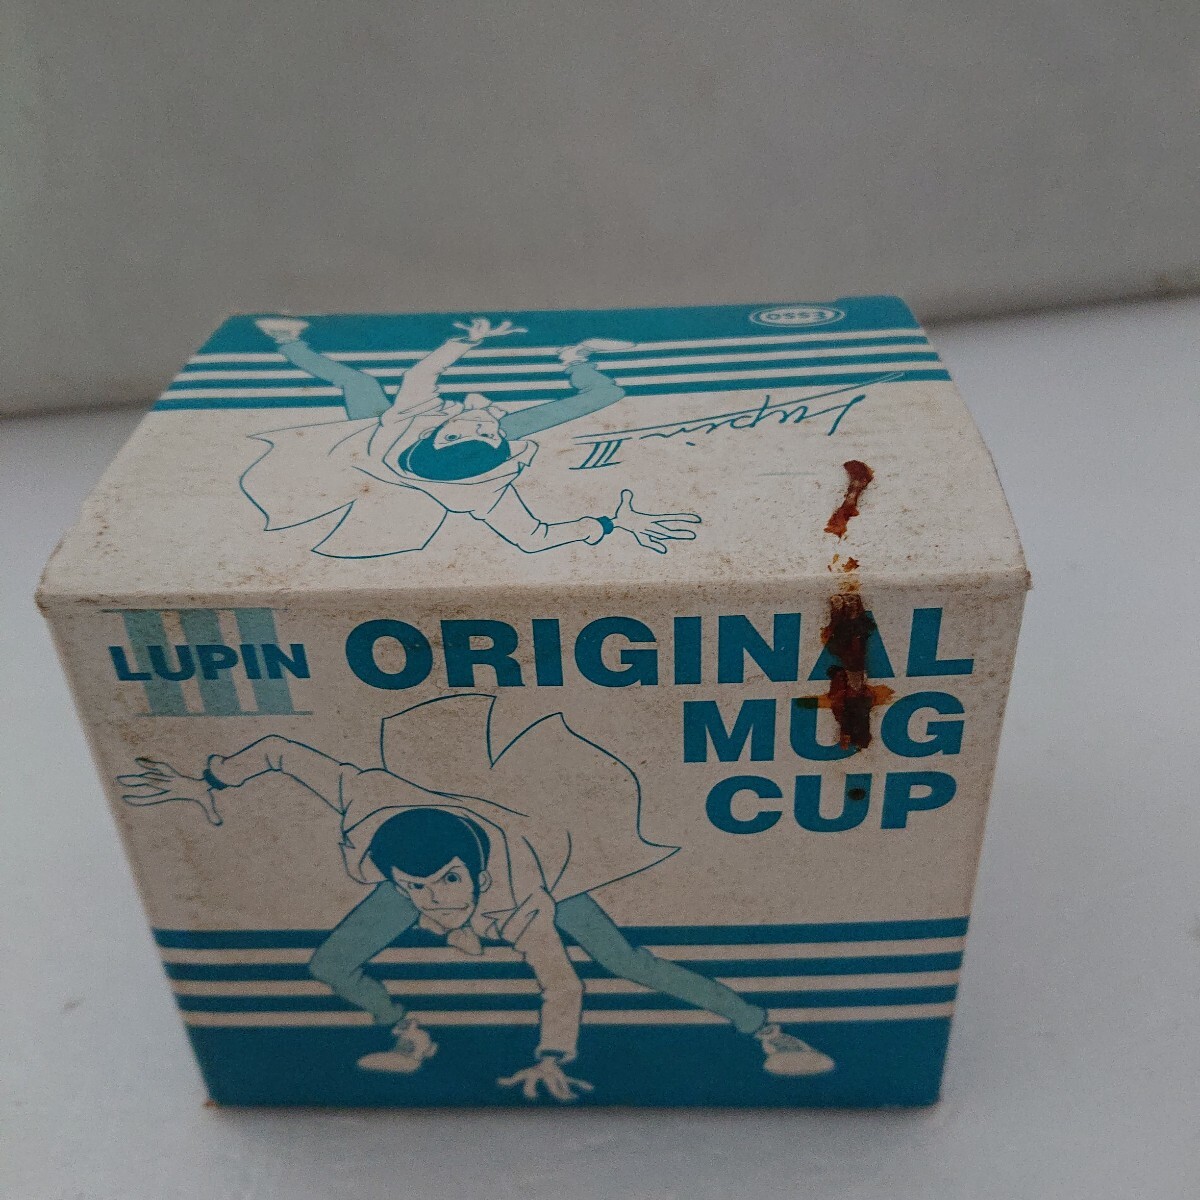 Esso
Lupin III
LUPIN III
ORIGINAL
MUG
CUP